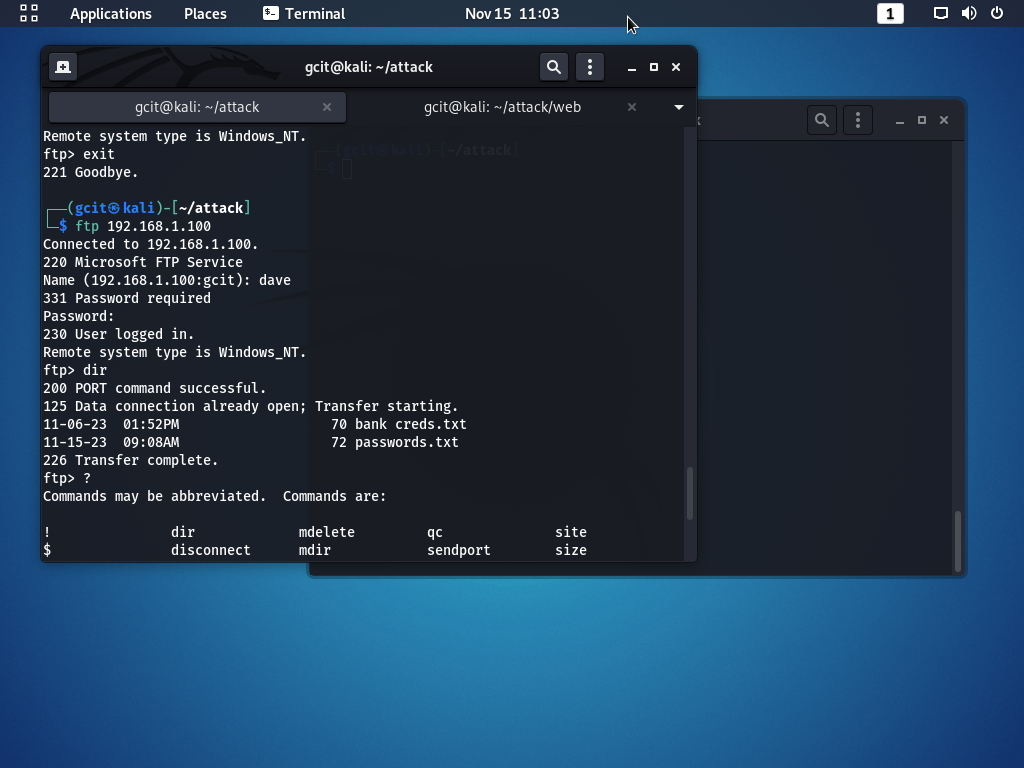 Applications Places Terminal Nov 15 11:03 1
gcit@kali: ~/attack
gcit@kali: ~/attack gcit@kali: ~/attack/web
Remote system type is Windows_NT.
ftp> exit
221 Goodbye.
(gcit㉿kali)-[~/attack]
$ ftp 192.168.1.100
Connected to 192.168.1.100.
220 Microsoft FTP Service
Name (192.168.1.100:gcit): dave
331 Password required
Password:
230 User logged in.
Remote system type is Windows_NT.
ftp> dir
200 PORT command successful.
125 Data connection already open; Transfer starting.
11-06-23 01:52PM 70 bank creds.txt
11-15-23 09:08AM 72 passwords.txt
226 Transfer complete.
ftp> ?
Commands may be abbreviated. Commands are:
! dir mdelete qc site
$ disconnect mdir sendport size
(gcit㉿kali)-[~/attack]